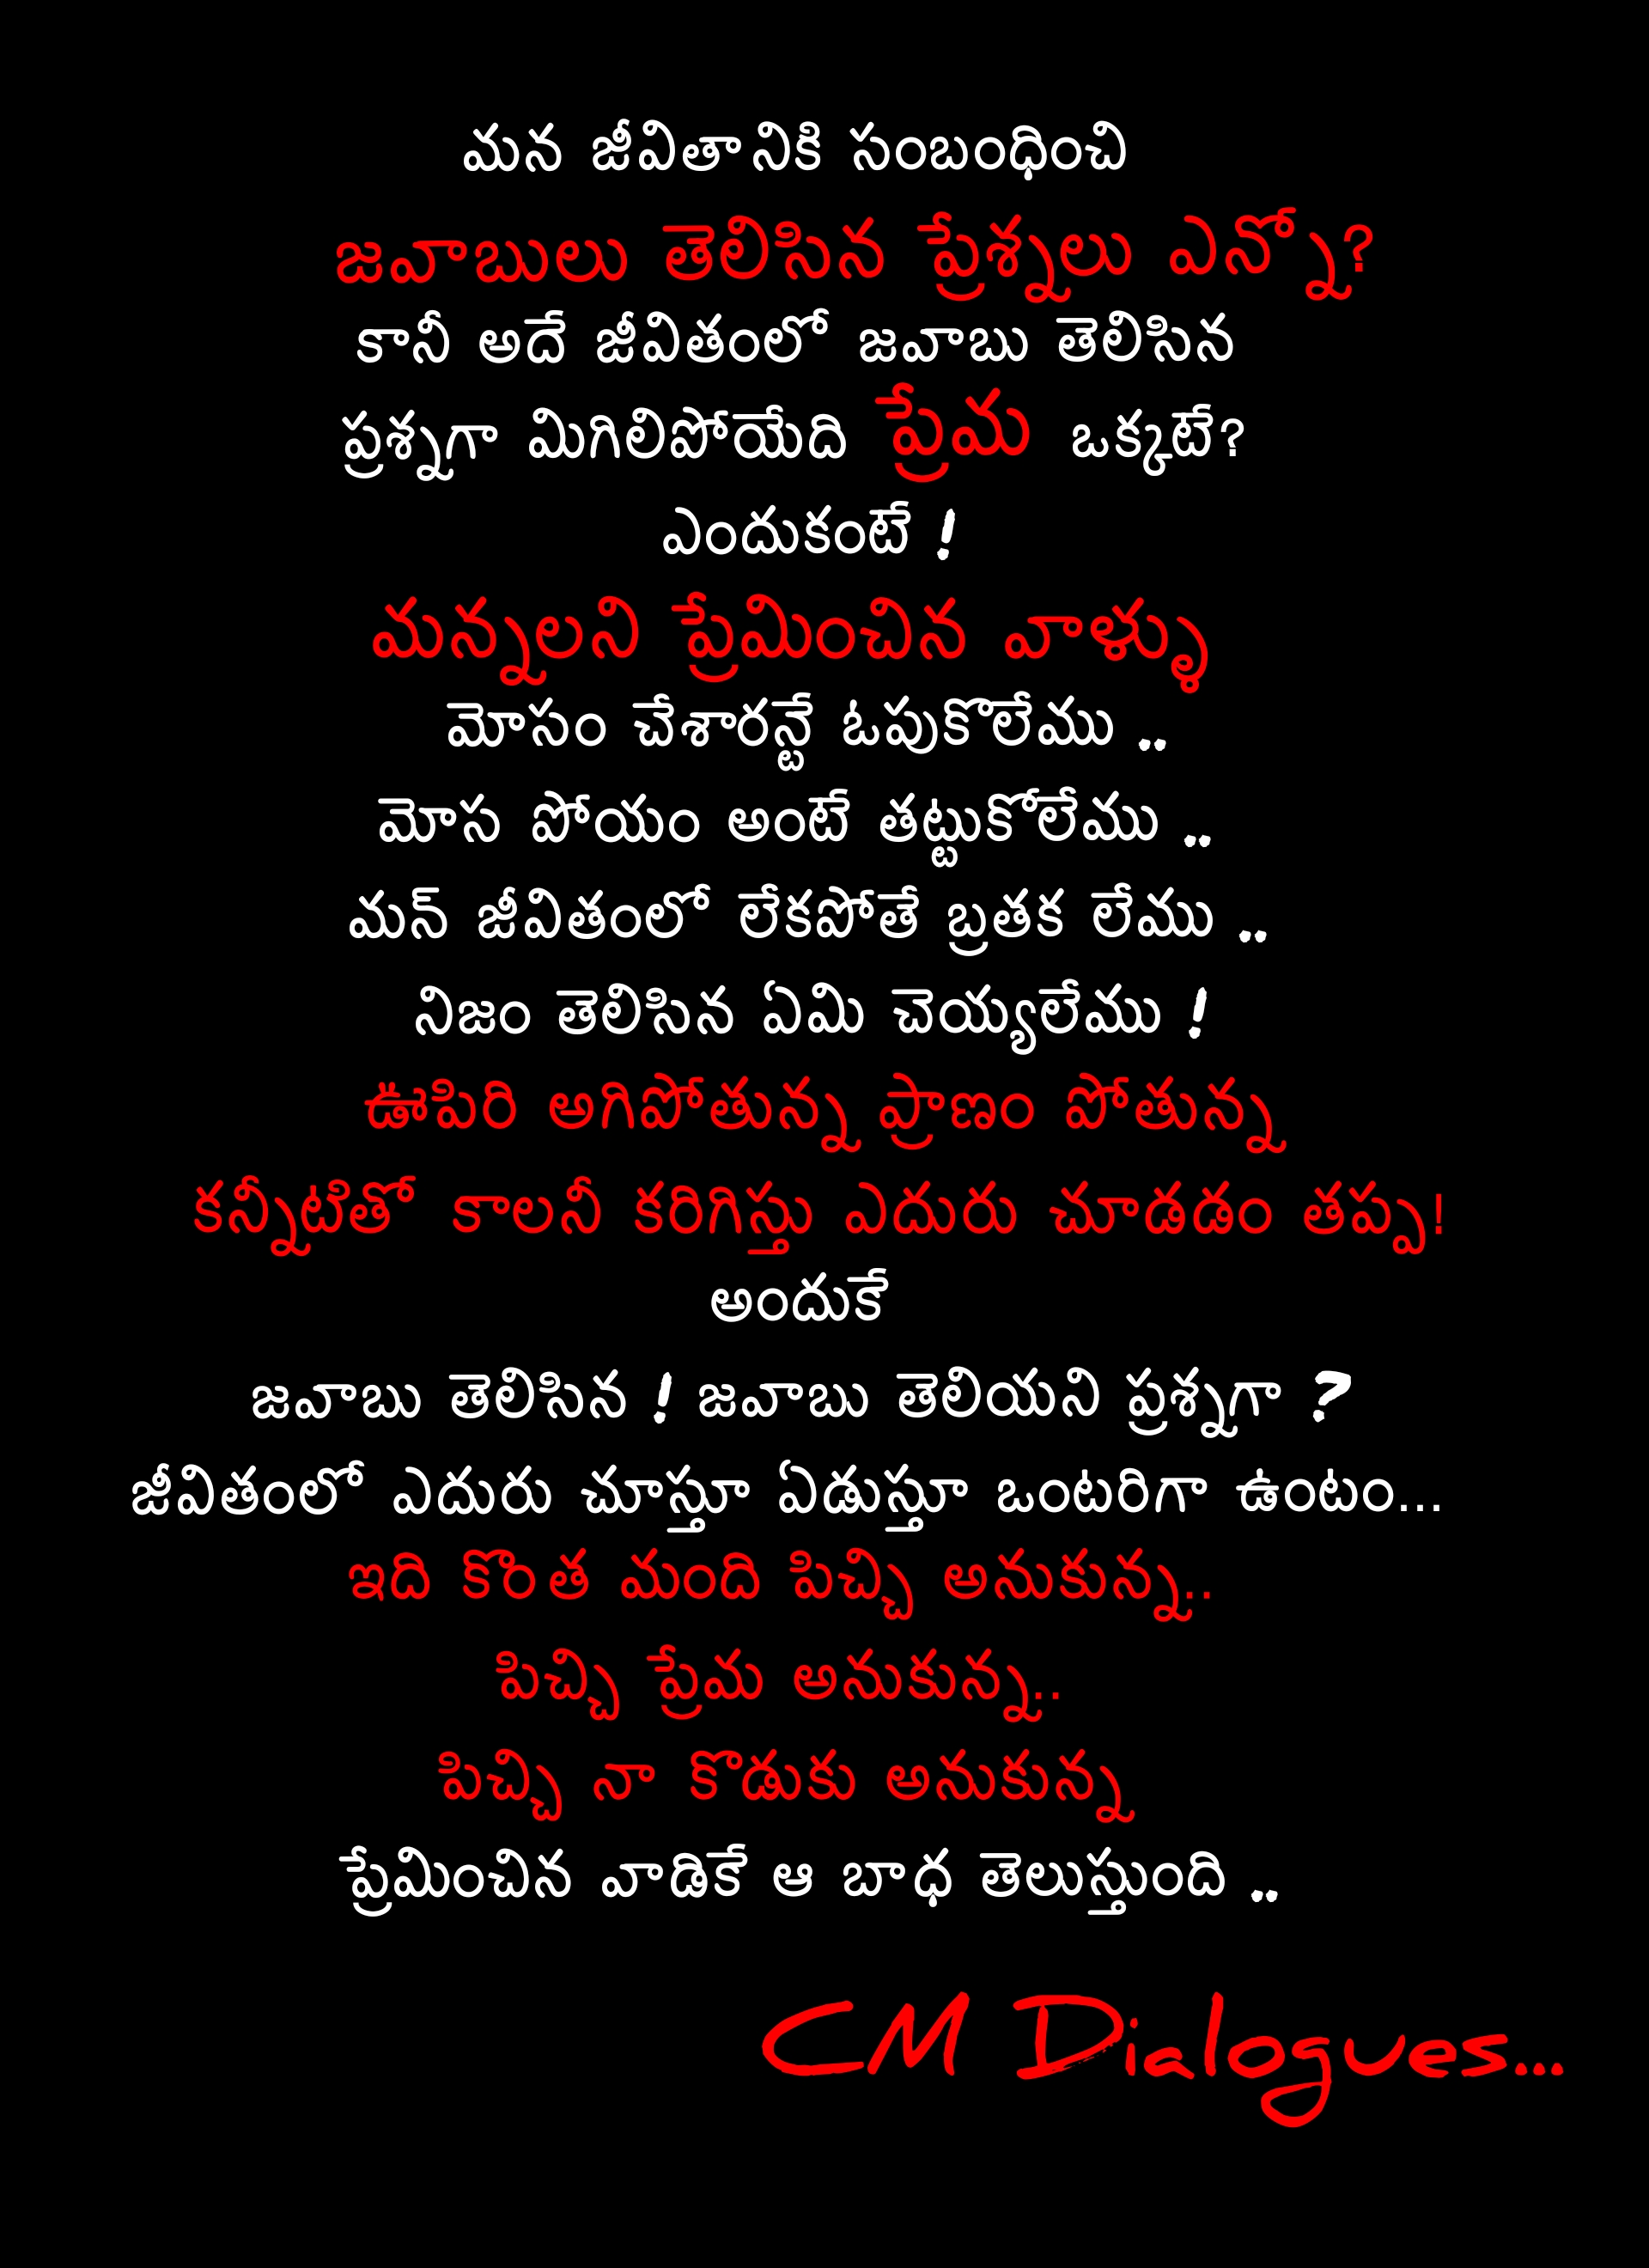 మన జీవితానికి సంబంధించి
జవాబులు తెలిసిన ప్రేశ్నలు ఎన్నో?
కానీ అదే జీవితంలో జవాబు తెలిసిన
ప్రశ్నగా మిగిలిపోయేది ప్రేమ ఒక్కటే?
ఎందుకంటే !
మన్నలని ప్రేమించిన వాళ్ళు
మోసం చేశారన్టే ఓపుకొలేము ..
మోస పోయం అంటే తట్టుకోలేము ..
మన్ జీవితంలో లేకపోతే బ్రతక లేము ..
నిజం తెలిసిన ఏమి చెయ్యలేము !
ఊపిరి అగిపోతున్న ప్రాణం పోతున్న
కన్నీటితో కాలనీ కరిగిస్తు ఎదురు చూడడం తప్ప!
అందుకే
జవాబు తెలిసిన ! జవాబు తెలియని ప్రశ్నగా ?
జీవితంలో ఎదురు చూస్తూ ఏడుస్తూ ఒంటరిగా ఉంటం...
ఇది కొంత మంది పిచ్చి అనుకున్న..
పిచ్చి ప్రేమ అనుకున్న..
పిచ్చి నా కొడుకు అనుకున్న
ప్రేమించిన వాడికే ఆ బాధ తెలుస్తుంది ..
CM Dialogues...